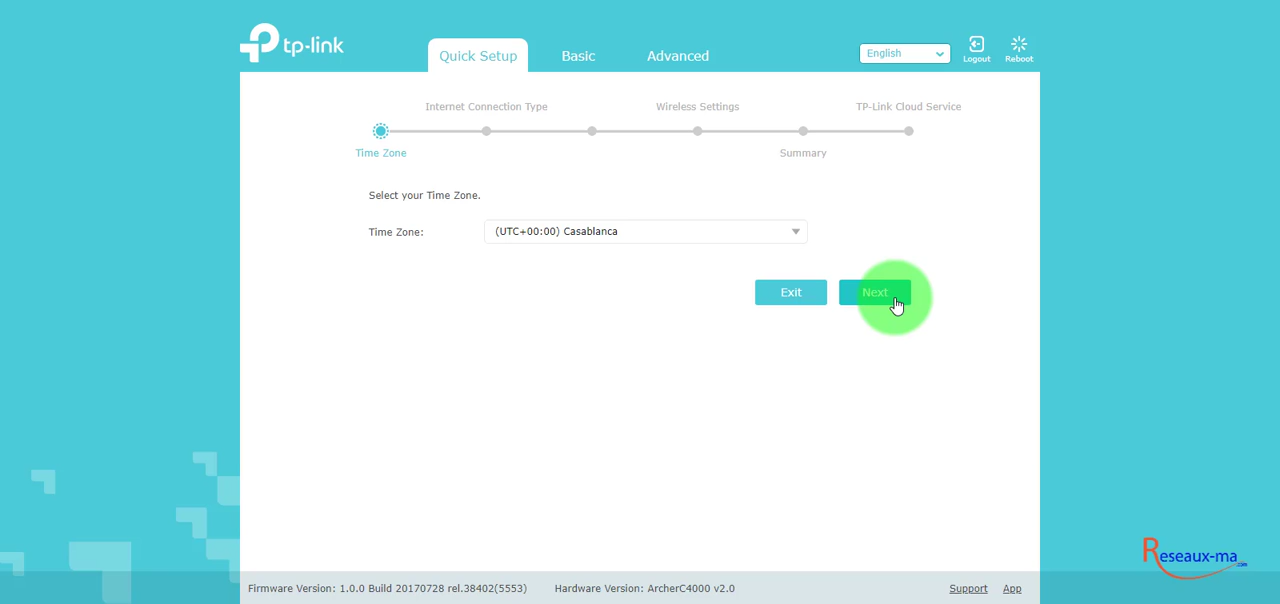 tp-link
Quick Setup
Basic
Advanced
English
Logout
Reboot
Internet Connection Type
Wireless Settings
TP-Link Cloud Service
Time Zone
Summary
Select your Time Zone.
Time Zone:
(UTC+00:00) Casablanca
Exit
Next
Reseaux-ma.com
Firmware Version: 1.0.0 Build 20170728 rel.38402(5553)
Hardware Version: ArcherC4000 v2.0
Support
App